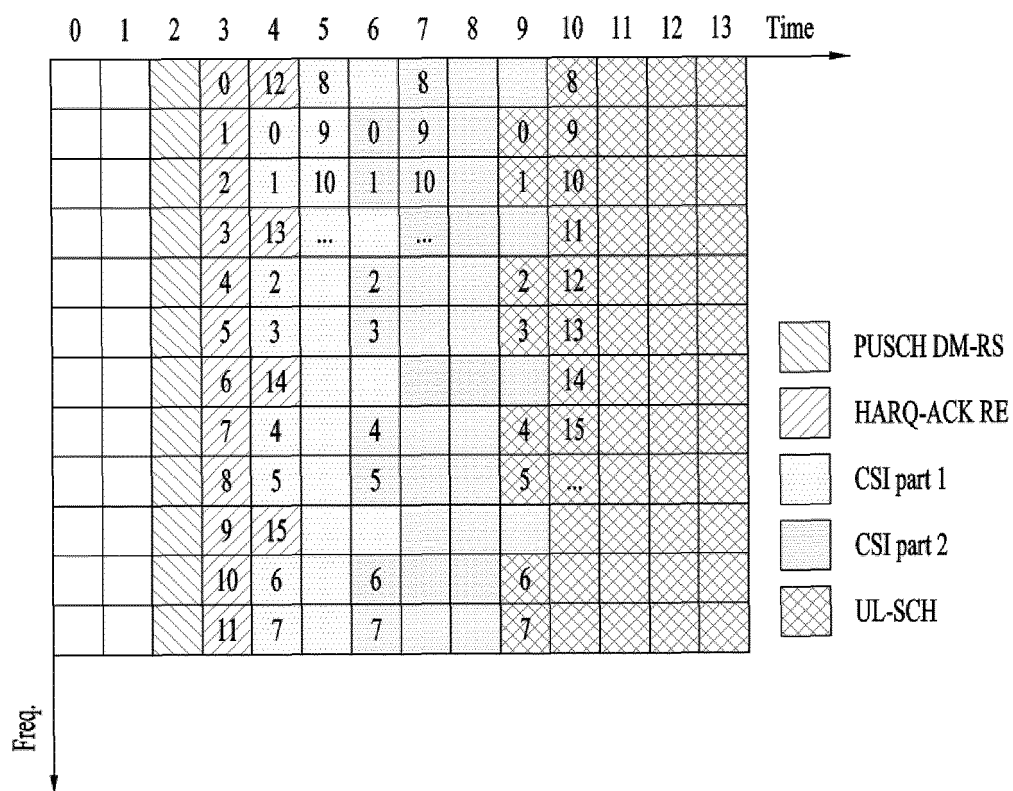 0 1 2 3 4 5 6 7 8 9 10 11 12 13 Time
0 12 8 8 8
1 0 9 0 9 0 9
2 1 10 1 10 1 10
3 13 ... ... 11
4 2 2 2 12
5 3 3 3 13
6 14 14
7 4 4 4 15
8 5 5 5 ...
9 15
10 6 6 6
11 7 7 7
PUSCH DM-RS
HARQ-ACK RE
CSI part 1
CSI part 2
UL-SCH
Freq.